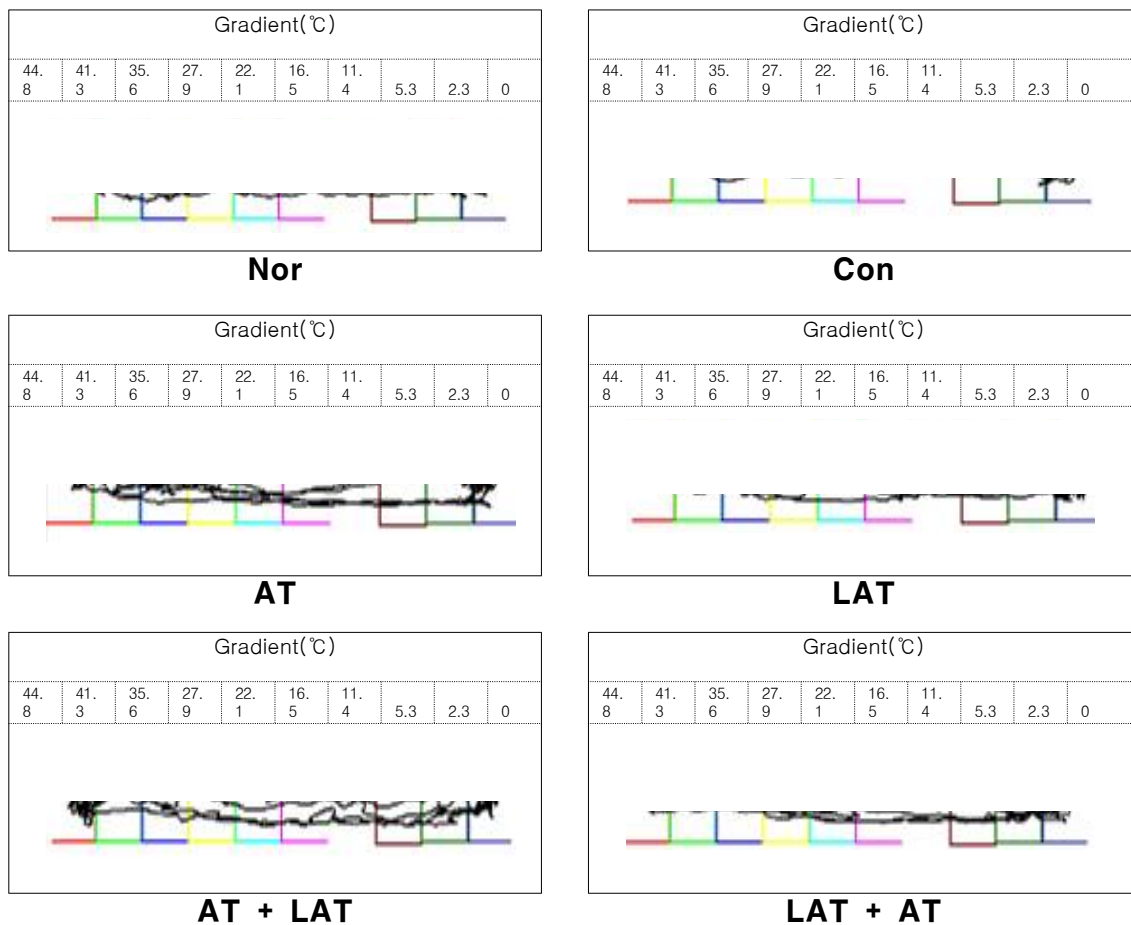 Gradient(℃)
44. 41. 35. 27. 22. 16. 11.
8 3 6 9 1 5 4 5.3 2.3 0
Nor
Gradient(℃)
44. 41. 35. 27. 22. 16. 11.
8 3 6 9 1 5 4 5.3 2.3 0
Con
Gradient(℃)
44. 41. 35. 27. 22. 16. 11.
8 3 6 9 1 5 4 5.3 2.3 0
AT
Gradient(℃)
44. 41. 35. 27. 22. 16. 11.
8 3 6 9 1 5 4 5.3 2.3 0
LAT
Gradient(℃)
44. 41. 35. 27. 22. 16. 11.
8 3 6 9 1 5 4 5.3 2.3 0
AT + LAT
Gradient(℃)
44. 41. 35. 27. 22. 16. 11.
8 3 6 9 1 5 4 5.3 2.3 0
LAT + AT